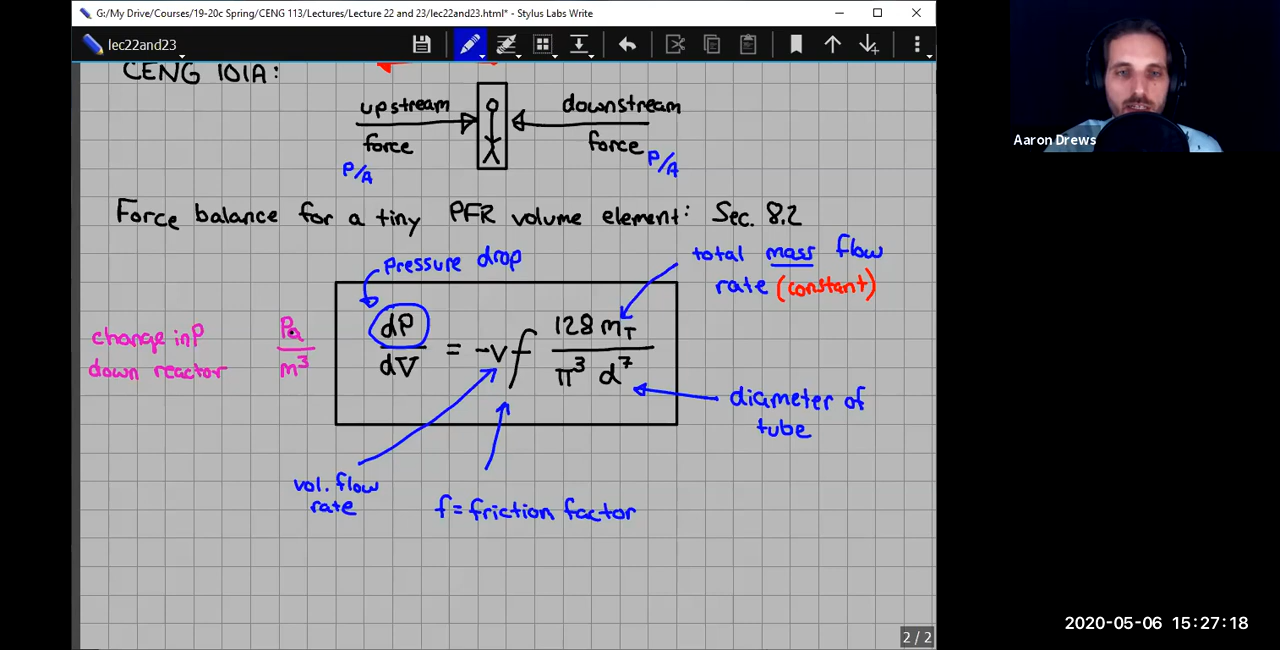 G:/My Drive/Courses/19-20c Spring/CENG 113/Lectures/Lecture 22 and 23/lec22and23.html* - Stylus Labs Write
lec22and23
CENG 101A:
upstream
downstream
force
force
P/A
P/A
Force balance for a tiny PFR volume element: Sec. 8.2
Pressure drop
total mass flow
rate (constant)
change in P
down reactor
Pa
m³
dP/dV = -v f 128 m_T / π³ d⁷
diameter of
tube
vol. flow
rate
f = friction factor
2 / 2
Aaron Drews
2020-05-06 15:27:18